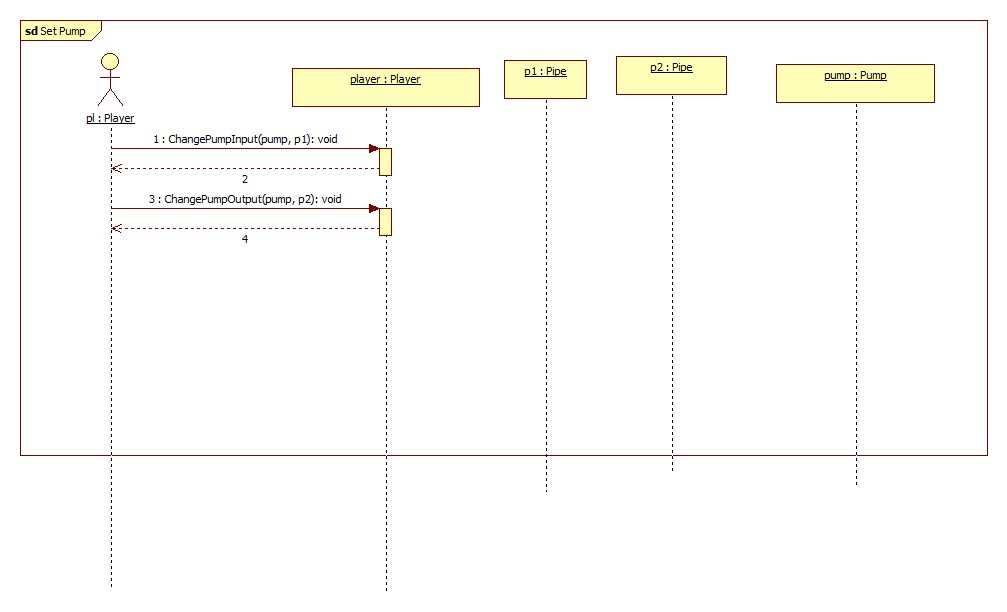 sd Set Pump
pl : Player
player : Player
p1 : Pipe
p2 : Pipe
pump : Pump
1 : ChangePumpInput(pump, p1): void
2
3 : ChangePumpOutput(pump, p2): void
4